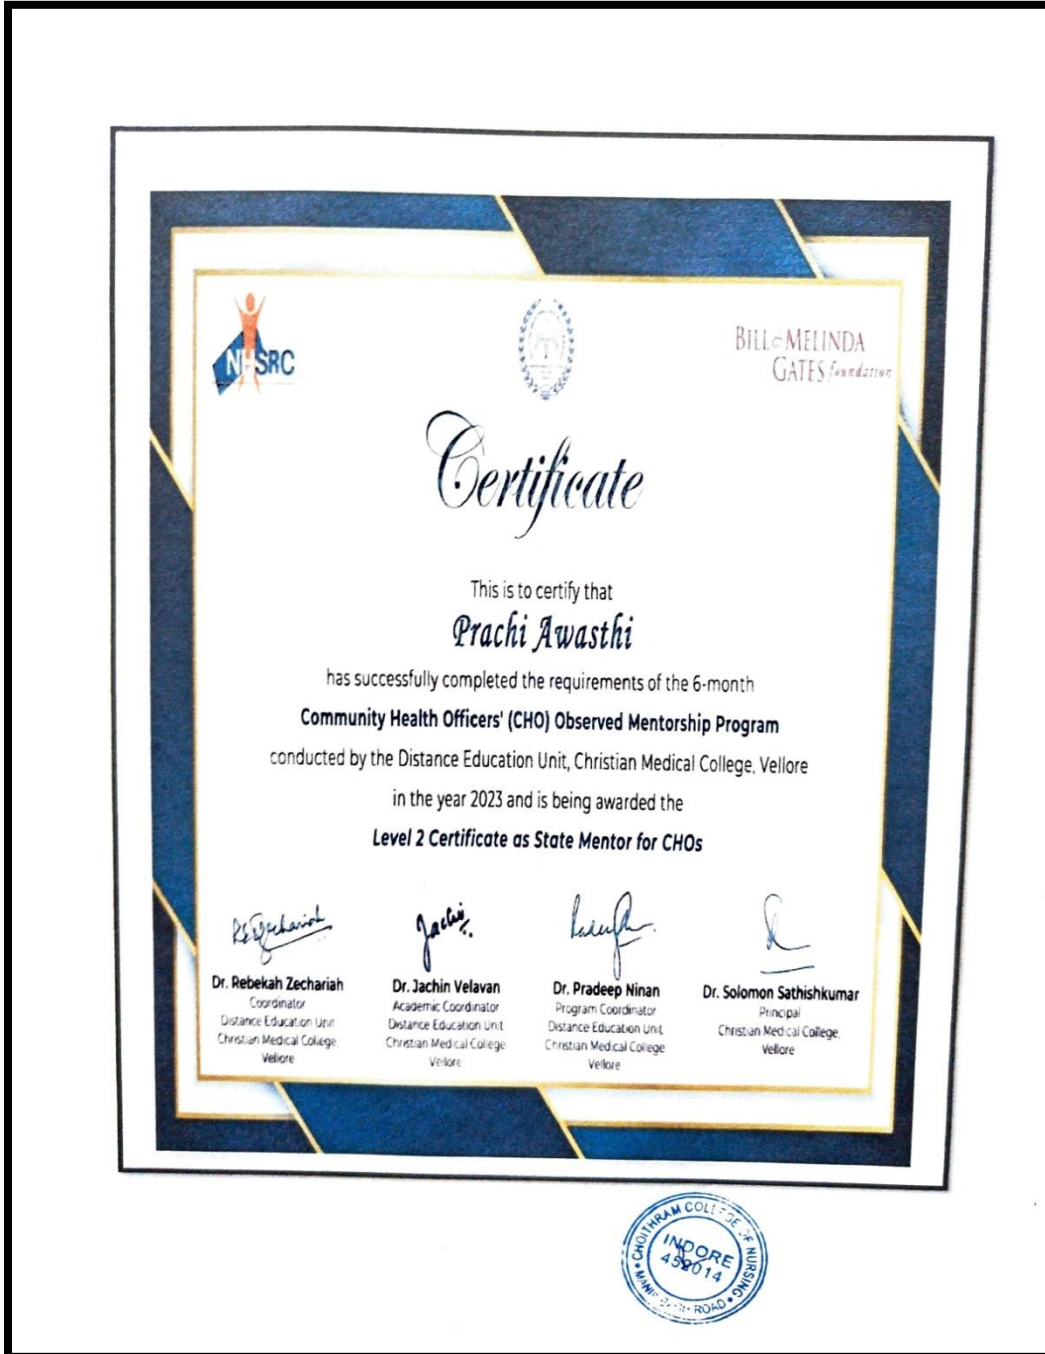 NHSRC
BILL & MELINDA
GATES foundation
Certificate
This is to certify that
Prachi Awasthi
has successfully completed the requirements of the 6-month
Community Health Officers' (CHO) Observed Mentorship Program
conducted by the Distance Education Unit, Christian Medical College, Vellore
in the year 2023 and is being awarded the
Level 2 Certificate as State Mentor for CHOs
Jachin
Dr. Rebekah Zechariah
Coordinator
Distance Education Unit
Christian Medical College,
Vellore
Dr. Jachin Velavan
Academic Coordinator
Distance Education Unit
Christian Medical College
Vellore
Dr. Pradeep Ninan
Program Coordinator
Distance Education Unit,
Christian Medical College
Vellore
Dr. Solomon Sathishkumar
Principal
Christian Medical College,
Vellore
CHOITHRAM COLLEGE OF NURSING
INDORE
452014
ROAD